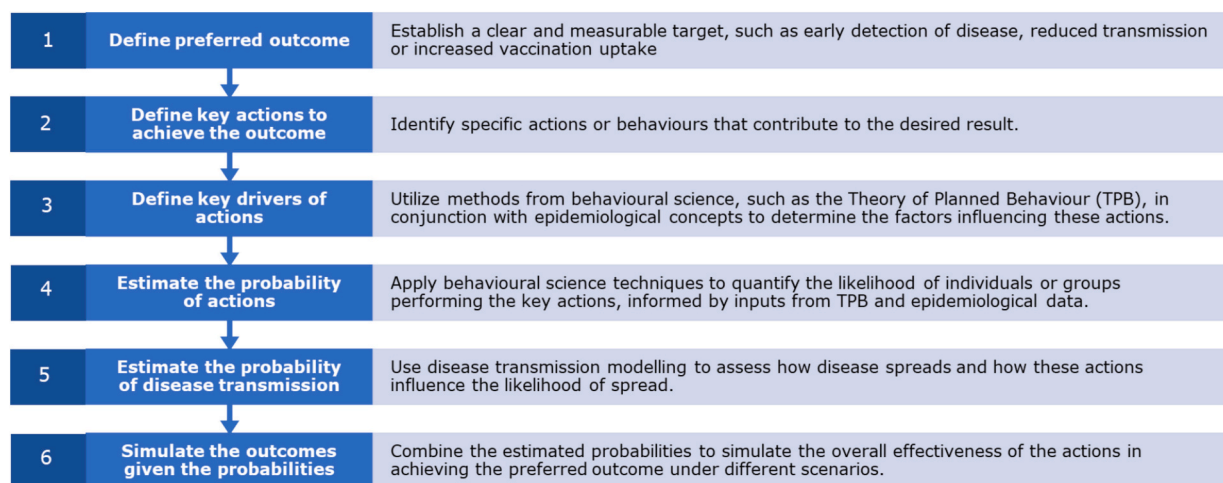 1
Define preferred outcome
Establish a clear and measurable target, such as early detection of disease, reduced transmission
or increased vaccination uptake
2
Define key actions to
achieve the outcome
Identify specific actions or behaviours that contribute to the desired result.
3
Define key drivers of
actions
Utilize methods from behavioural science, such as the Theory of Planned Behaviour (TPB), in
conjunction with epidemiological concepts to determine the factors influencing these actions.
4
Estimate the probability
of actions
Apply behavioural science techniques to quantify the likelihood of individuals or groups
performing the key actions, informed by inputs from TPB and epidemiological data.
5
Estimate the probability
of disease transmission
Use disease transmission modelling to assess how disease spreads and how these actions
influence the likelihood of spread.
6
Simulate the outcomes
given the probabilities
Combine the estimated probabilities to simulate the overall effectiveness of the actions in
achieving the preferred outcome under different scenarios.